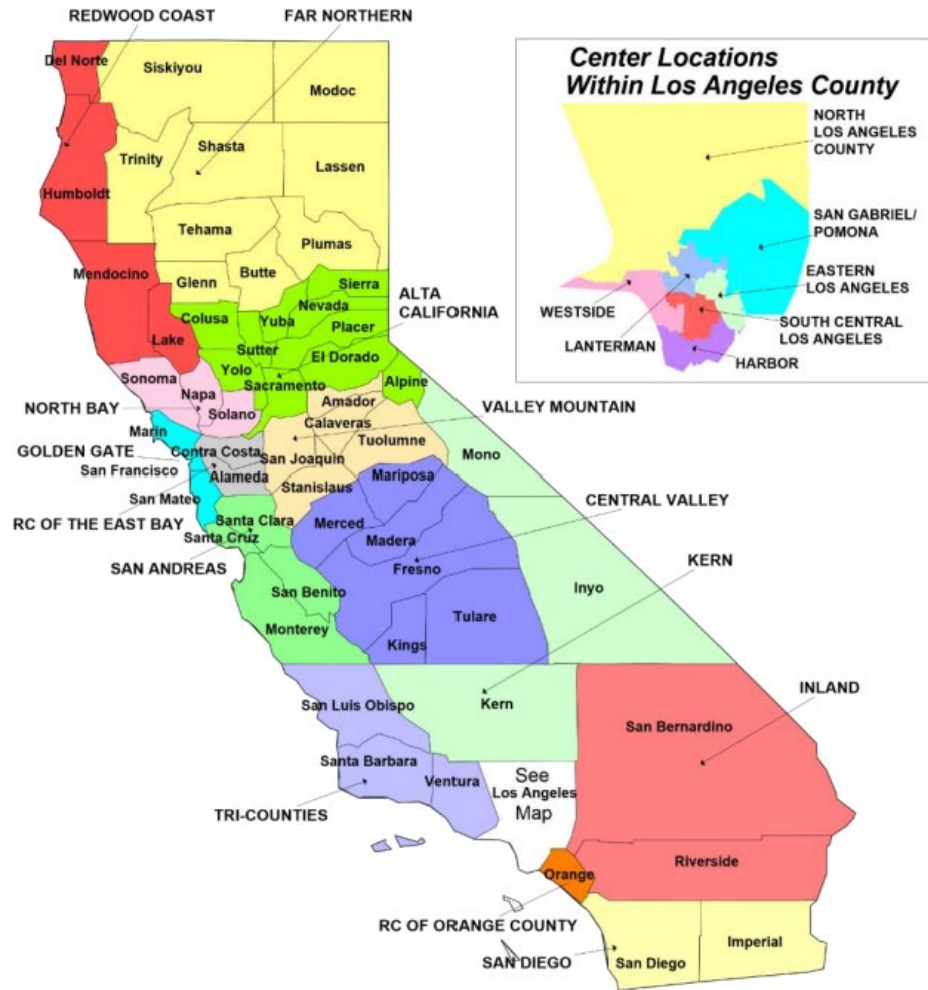 REDWOOD COAST
FAR NORTHERN
Del Norte
Siskiyou
Modoc
Humboldt
Trinity
Shasta
Lassen
Tehama
Plumas
Mendocino
Glenn
Butte
Sierra
Colusa
Yuba
Nevada
ALTA
CALIFORNIA
Lake
Sutter
Placer
Yolo
El Dorado
Sonoma
Sacramento
Alpine
Napa
Amador
NORTH BAY
Solano
Calaveras
VALLEY MOUNTAIN
Marin
Tuolumne
GOLDEN GATE
Contra Costa
San Joaquin
Mono
San Francisco
Alameda
Mariposa
San Mateo
Stanislaus
CENTRAL VALLEY
RC OF THE EAST BAY
Santa Clara
Merced
Santa Cruz
Madera
SAN ANDREAS
Fresno
KERN
San Benito
Inyo
Tulare
Monterey
Kings
INLAND
San Luis Obispo
Kern
San Bernardino
Santa Barbara
Ventura
See
Los Angeles
Map
TRI-COUNTIES
Riverside
Orange
RC OF ORANGE COUNTY
Imperial
SAN DIEGO
San Diego
Center Locations
Within Los Angeles County
NORTH
LOS ANGELES
COUNTY
SAN GABRIEL/
POMONA
EASTERN
LOS ANGELES
WESTSIDE
SOUTH CENTRAL
LOS ANGELES
LANTERMAN
HARBOR